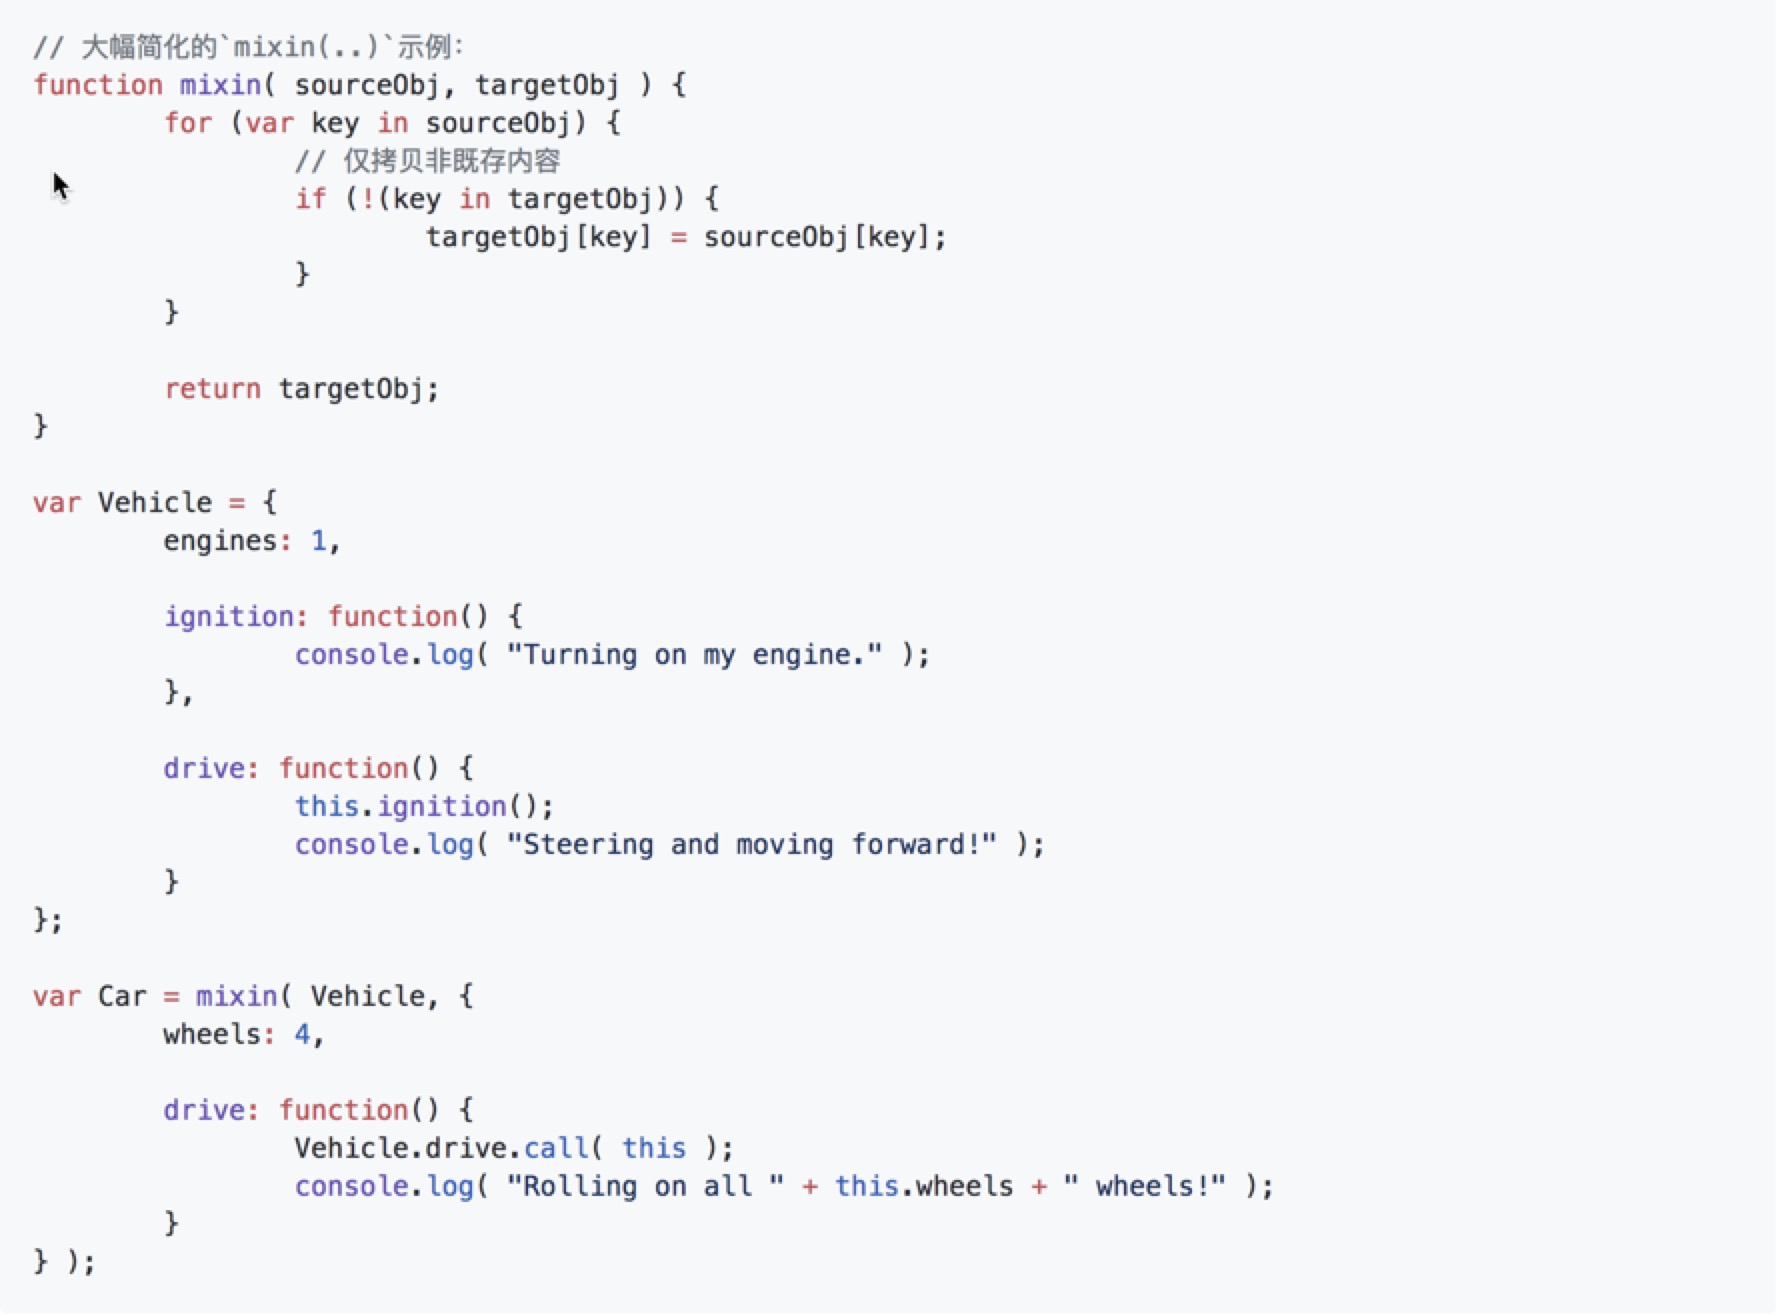 // 大幅简化的`mixin(..)`示例：
function mixin( sourceObj, targetObj ) {
for (var key in sourceObj) {
// 仅拷贝非既存内容
if (!(key in targetObj)) {
targetObj[key] = sourceObj[key];
}
}
return targetObj;
}
var Vehicle = {
engines: 1,
ignition: function() {
console.log( "Turning on my engine." );
},
drive: function() {
this.ignition();
console.log( "Steering and moving forward!" );
}
};
var Car = mixin( Vehicle, {
wheels: 4,
drive: function() {
Vehicle.drive.call( this );
console.log( "Rolling on all " + this.wheels + " wheels!" );
}
} );